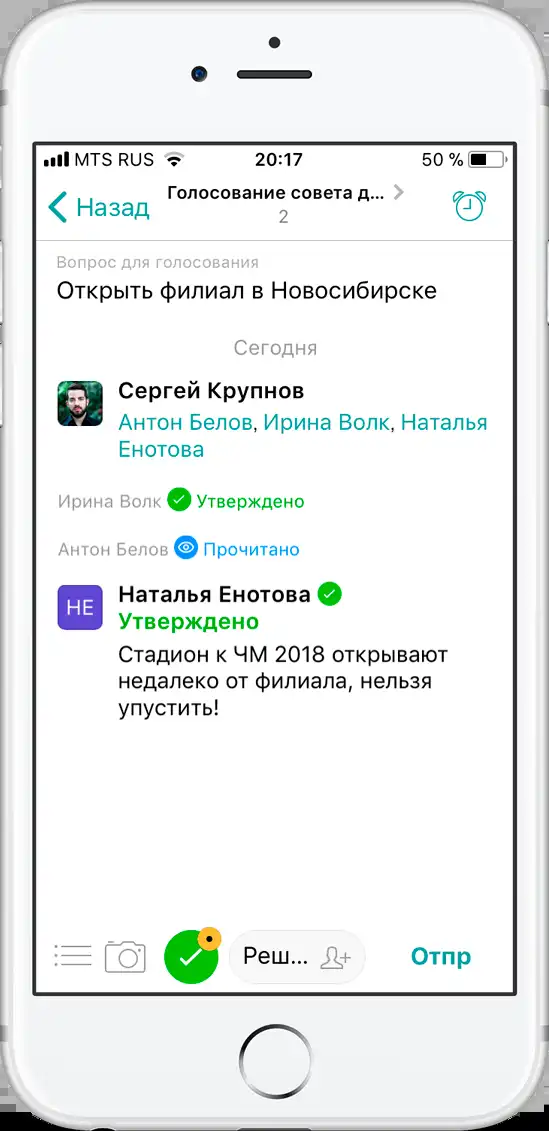 MTS RUS 20:17 50 %
Назад Голосование совета д...
2
Вопрос для голосования
Открыть филиал в Новосибирске
Сегодня
Сергей Крупнов
Антон Белов, Ирина Волк, Наталья
Енотова
Ирина Волк Утверждено
Антон Белов Прочитано
НЕ Наталья Енотова
Утверждено
Стадион к ЧМ 2018 открывают
недалеко от филиала, нельзя
упустить!
Реш... Отпр